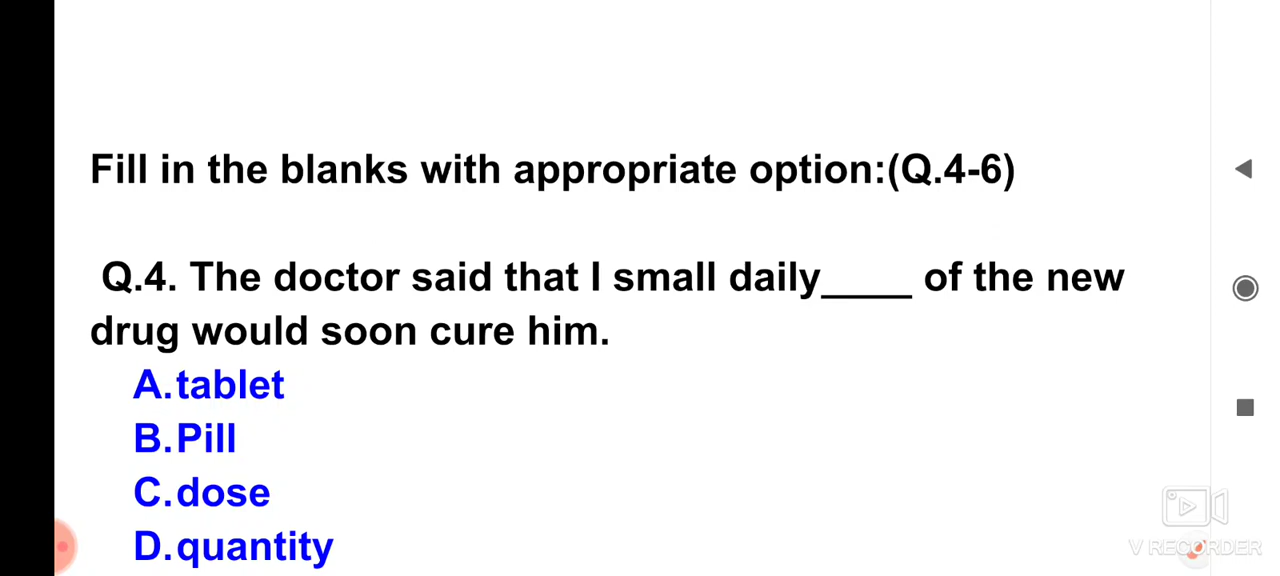 Fill in the blanks with appropriate option:(Q.4-6)
Q.4. The doctor said that I small daily____ of the new
drug would soon cure him.
A.tablet
B.Pill
C.dose
D.quantity
V RECORDER